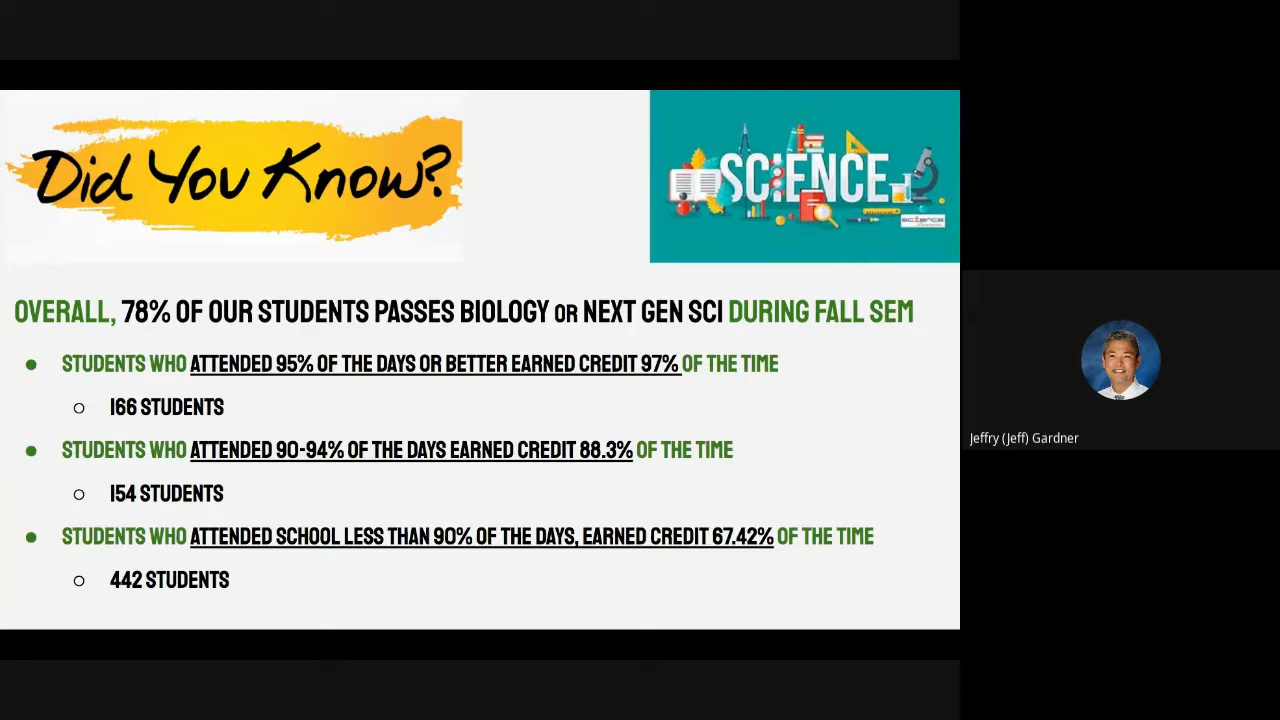 Did You Know?
SCIENCE
science
OVERALL, 78% OF OUR STUDENTS PASSES BIOLOGY OR NEXT GEN SCI DURING FALL SEM
● STUDENTS WHO ATTENDED 95% OF THE DAYS OR BETTER EARNED CREDIT 97% OF THE TIME
○ 166 STUDENTS
● STUDENTS WHO ATTENDED 90-94% OF THE DAYS EARNED CREDIT 88.3% OF THE TIME
○ 154 STUDENTS
● STUDENTS WHO ATTENDED SCHOOL LESS THAN 90% OF THE DAYS, EARNED CREDIT 67.42% OF THE TIME
○ 442 STUDENTS
Jeffry (Jeff) Gardner